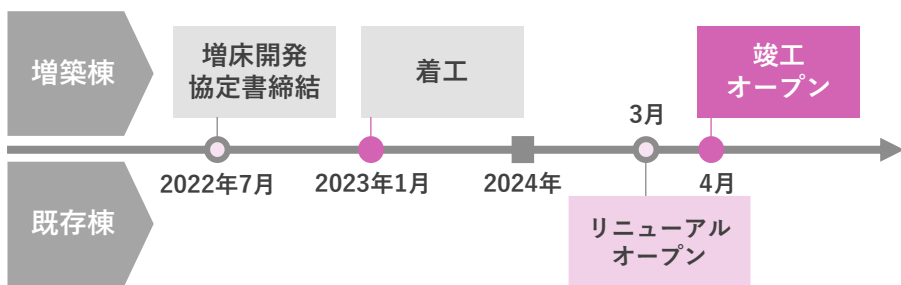 増築棟
増床開発
協定書締結
着工
竣工
オープン
3月
2022年7月
2023年1月
2024年
4月
既存棟
リニューアル
オープン